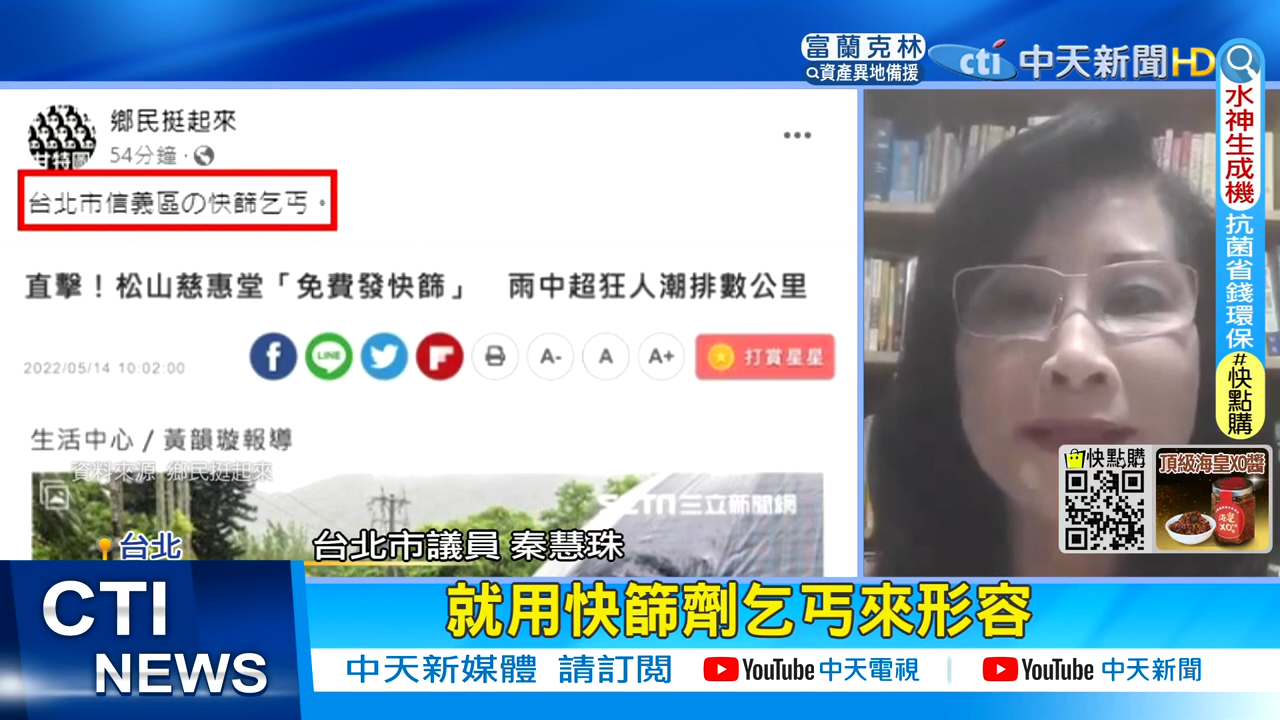 富蘭克林
資產異地備援
cti 中天新聞HD
鄉民挺起來
54分鐘
甘特圖
台北市信義區の快篩乞丐。
直擊！松山慈惠堂「免費發快篩」 雨中超狂人潮排數公里
2022/05/14 10:02:00
LINE
A-
A
A+
打賞星星
生活中心／黃韻璇報導
資料來源 鄉民挺起來
SETN三立新聞網
台北
台北市議員 秦慧珠
水神生成機
抗菌省錢環保
#快點購
快點購
頂級海皇XO醬
CTI NEWS
就用快篩劑乞丐來形容
中天新媒體 請訂閱 YouTube 中天電視 YouTube 中天新聞